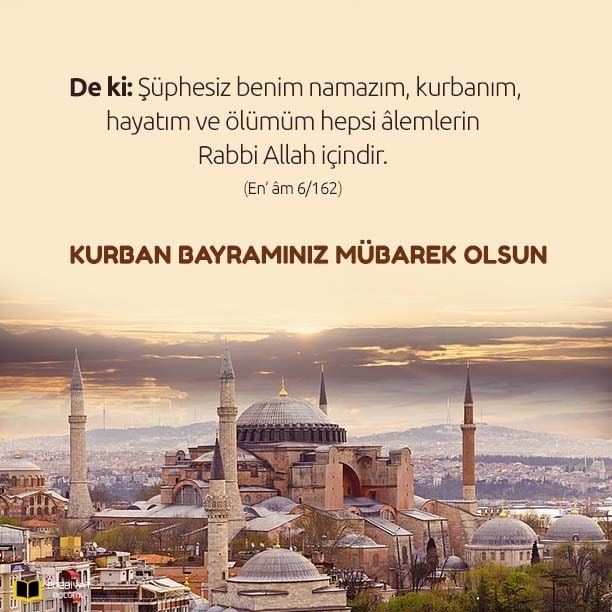 De ki: Şüphesiz benim namazım, kurbanım,
hayatım ve ölümüm hepsi âlemlerin
Rabbi Allah içindir.
(En' âm 6/162)
KURBAN BAYRAMINIZ MÜBAREK OLSUN